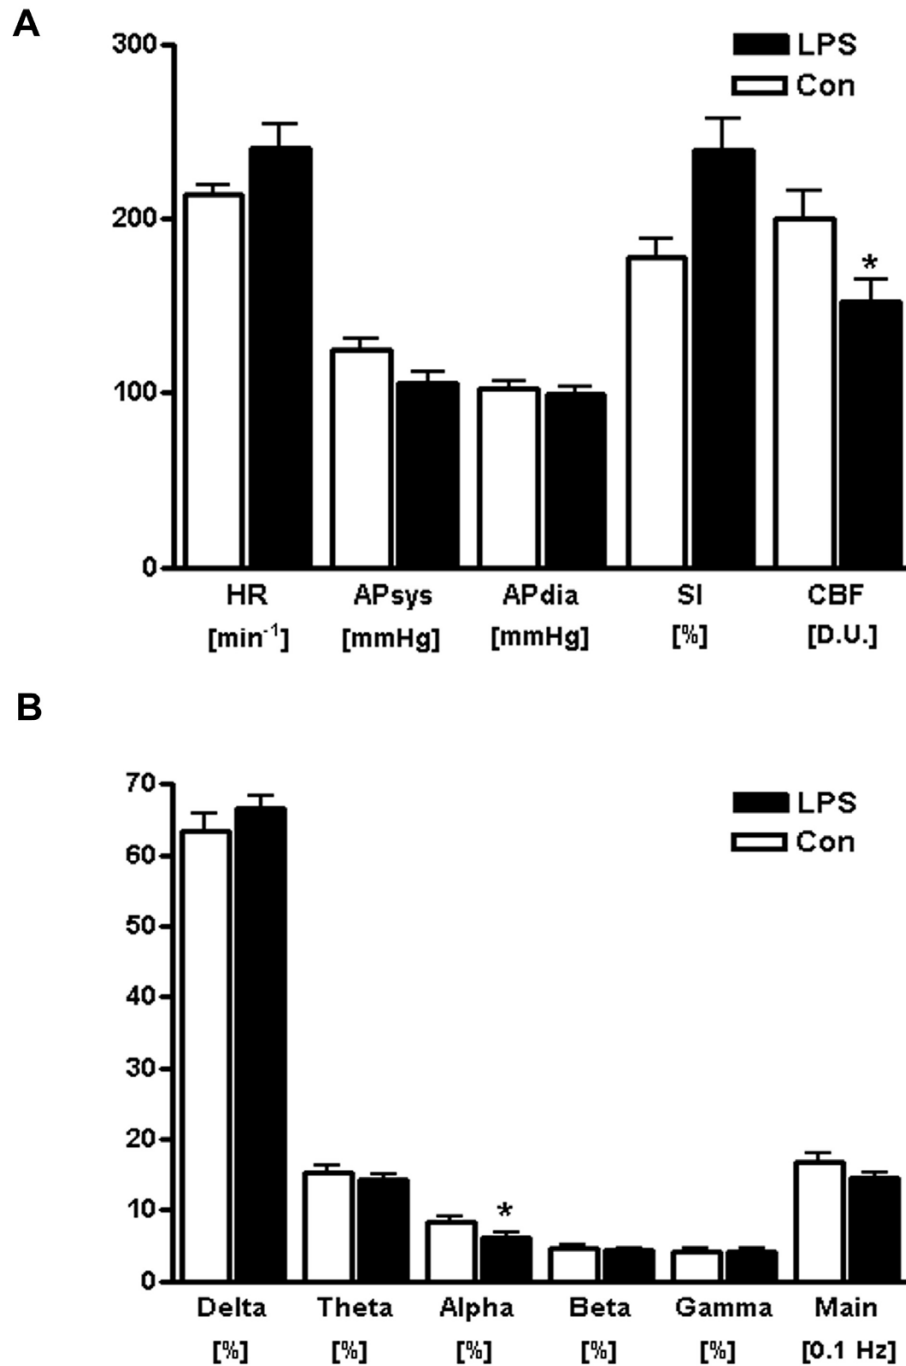 A
300
200
100
0
LPS
Con
*
HR APsys APdia SI CBF
[min⁻¹] [mmHg] [mmHg] [%] [D.U.]
B
70
60
50
40
30
20
10
0
LPS
Con
*
Delta Theta Alpha Beta Gamma Main
[%] [%] [%] [%] [%] [0.1 Hz]